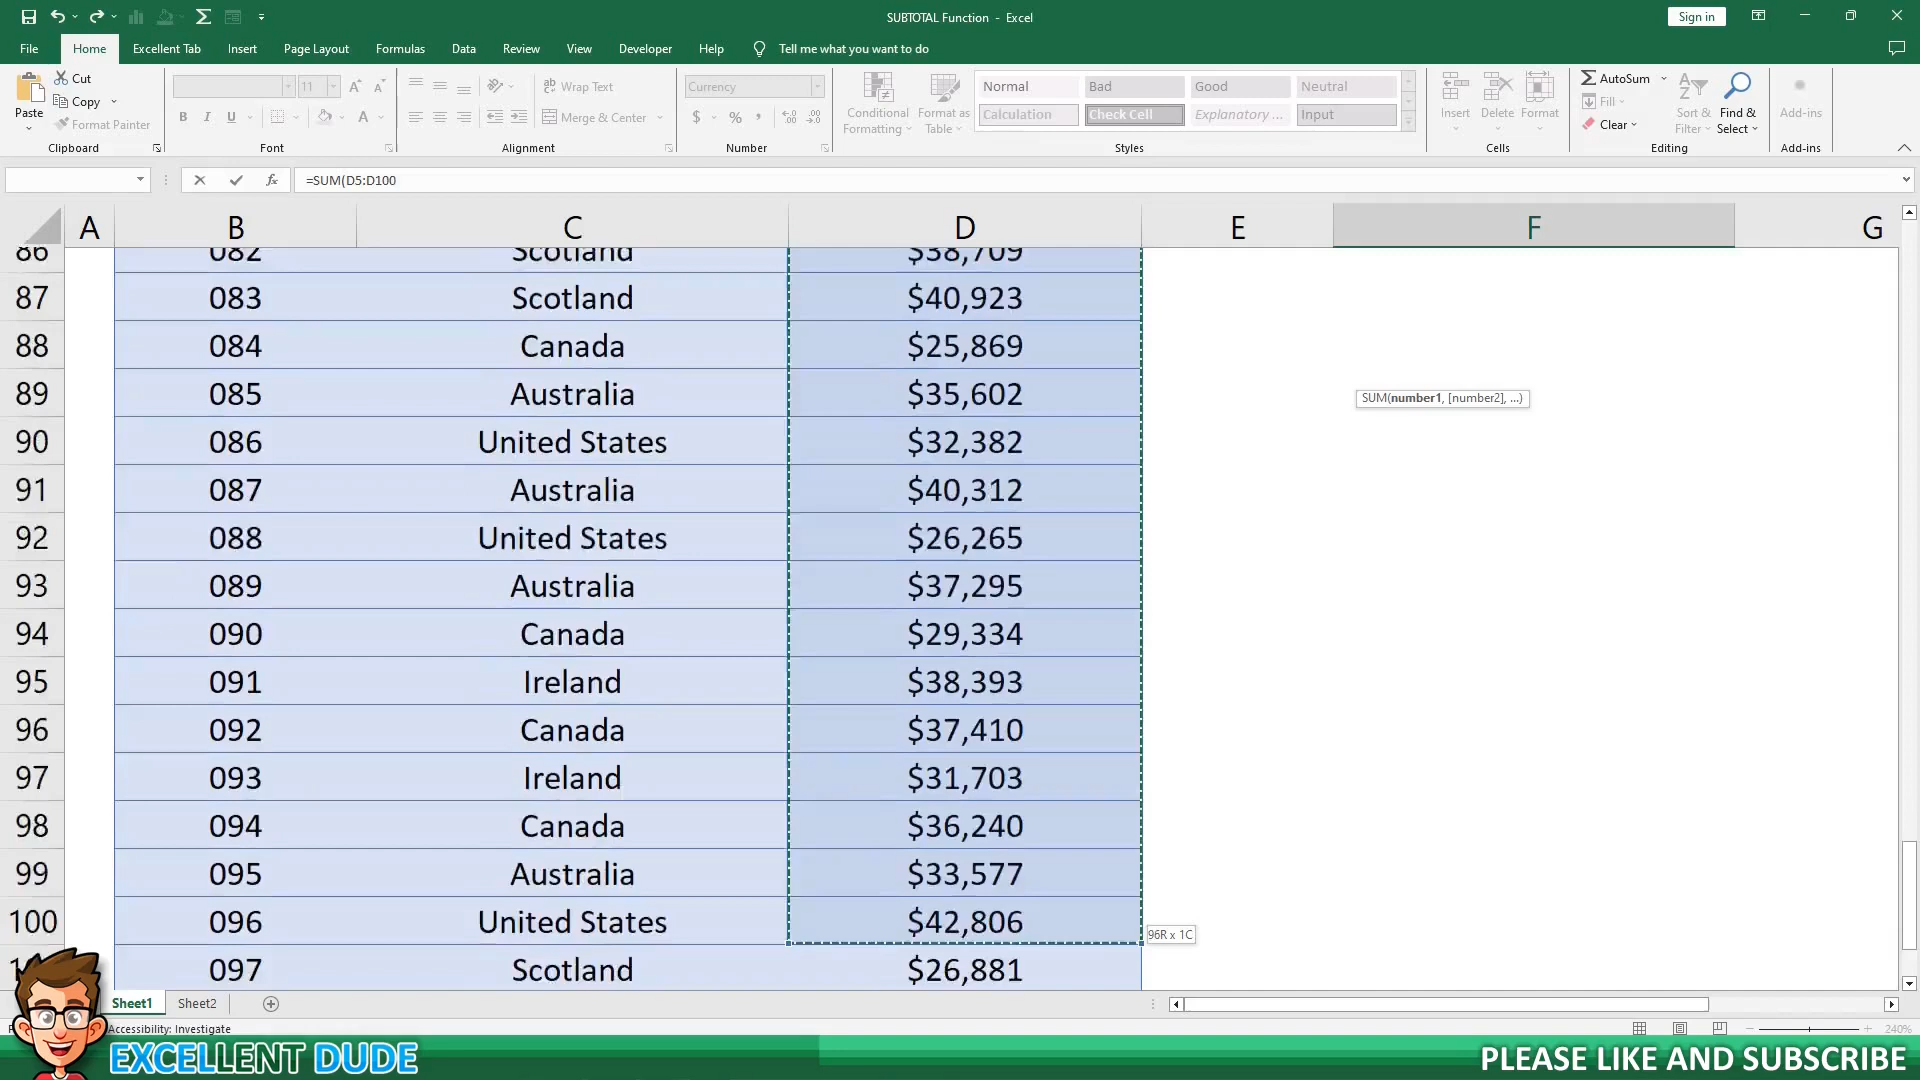 SUBTOTAL Function - Excel
Sign in
File Home Excellent Tab Insert Page Layout Formulas Data Review View Developer Help Tell me what you want to do
Paste
Cut
Copy
Format Painter
Clipboard
11
B I U
A
Font
Wrap Text
Merge & Center
Alignment
Currency
$ % ,
Number
Conditional Formatting
Format as Table
Normal Bad Good Neutral
Calculation Check Cell Explanatory ... Input
Styles
Insert Delete Format
Cells
AutoSum
Fill
Clear
Sort & Filter
Find & Select
Editing
Add-ins
Add-ins
fx =SUM(D5:D100
A B C D E F G
86 082 Scotland $38,709
87 083 Scotland $40,923
88 084 Canada $25,869
89 085 Australia $35,602
SUM(number1, [number2], ...)
90 086 United States $32,382
91 087 Australia $40,312
92 088 United States $26,265
93 089 Australia $37,295
94 090 Canada $29,334
95 091 Ireland $38,393
96 092 Canada $37,410
97 093 Ireland $31,703
98 094 Canada $36,240
99 095 Australia $33,577
100 096 United States $42,806
96R x 1C
097 Scotland $26,881
Sheet1 Sheet2
Accessibility: Investigate
240%
EXCELLENT DUDE
PLEASE LIKE AND SUBSCRIBE